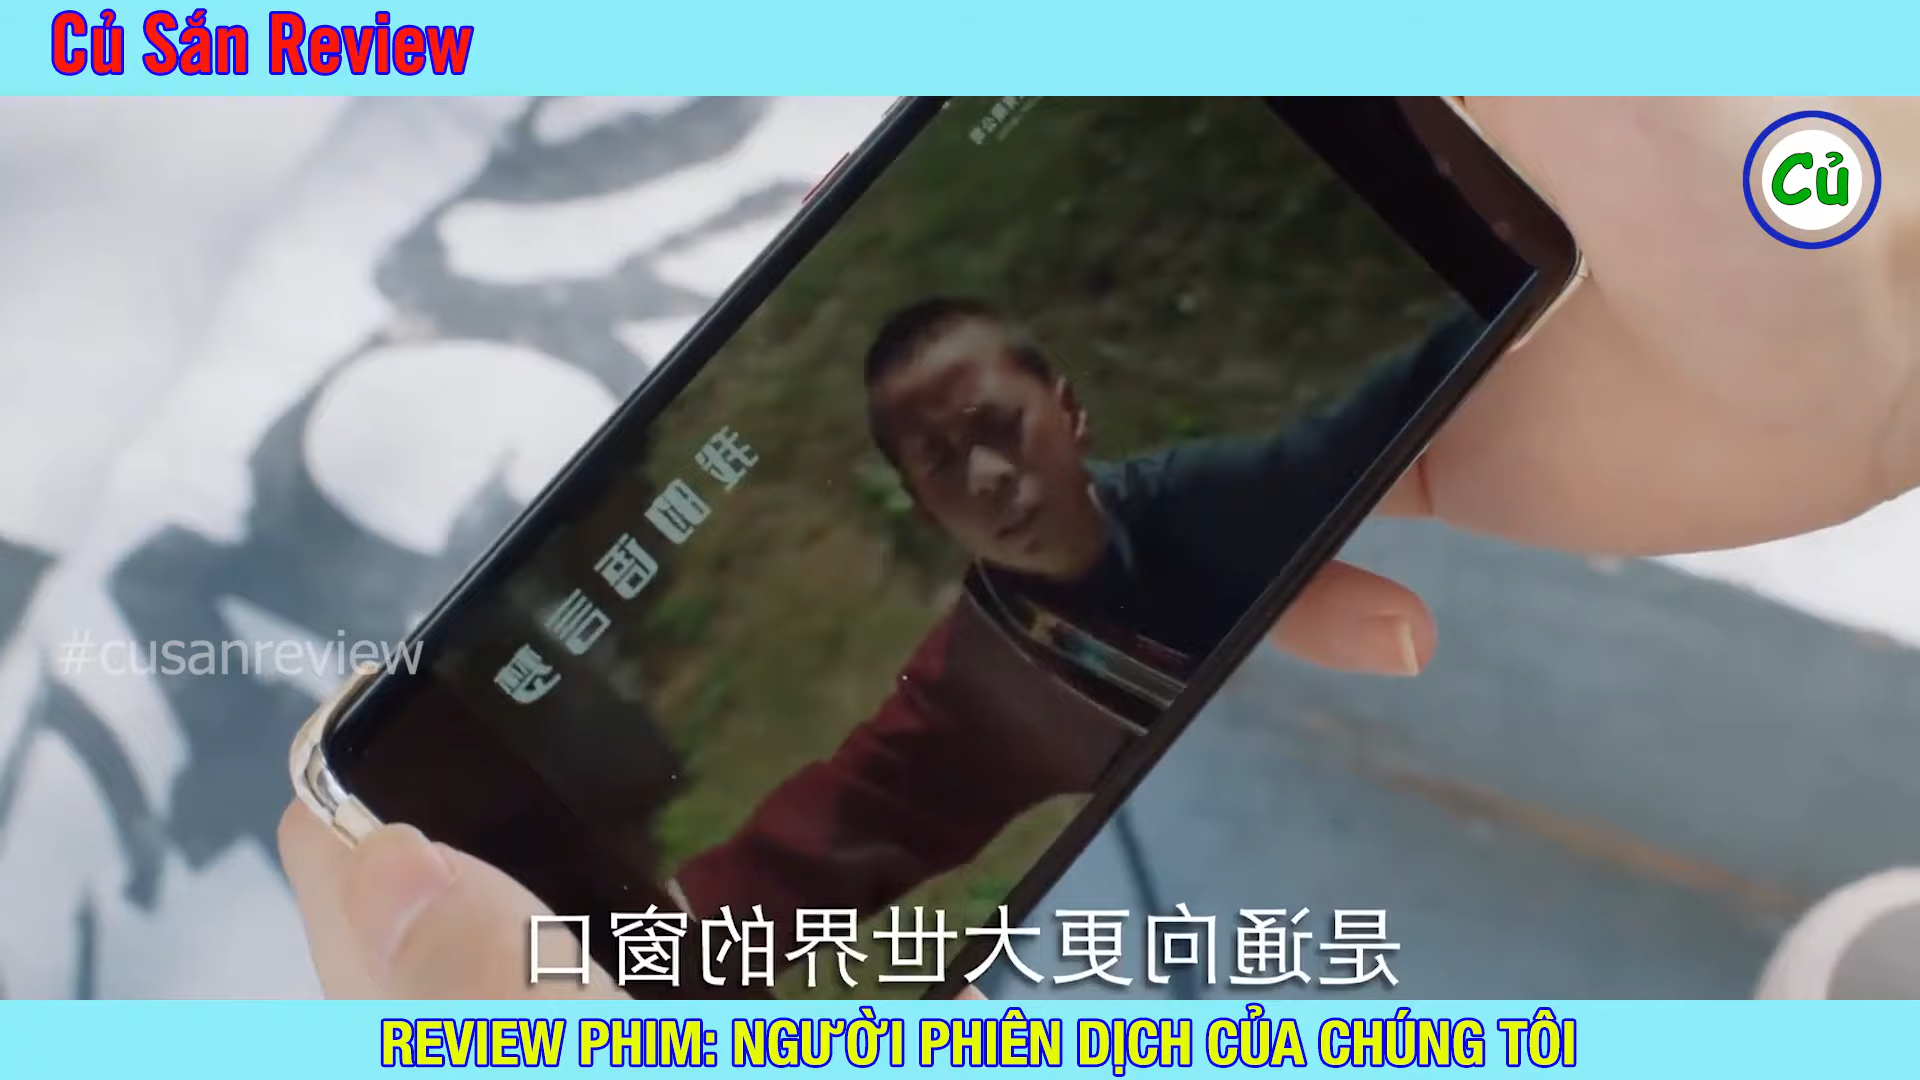 Củ Sắn Review
Củ
#cusanreview
是通向更大世界的窗口
REVIEW PHIM: NGƯỜI PHIÊN DỊCH CỦA CHÚNG TÔI